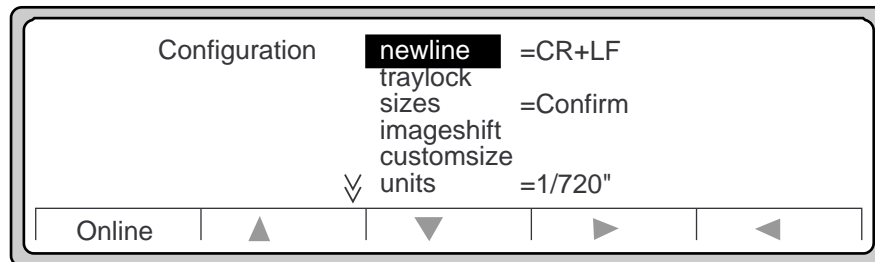 Configuration newline =CR+LF
traylock
sizes =Confirm
imageshift
customsize
units =1/720"
Online